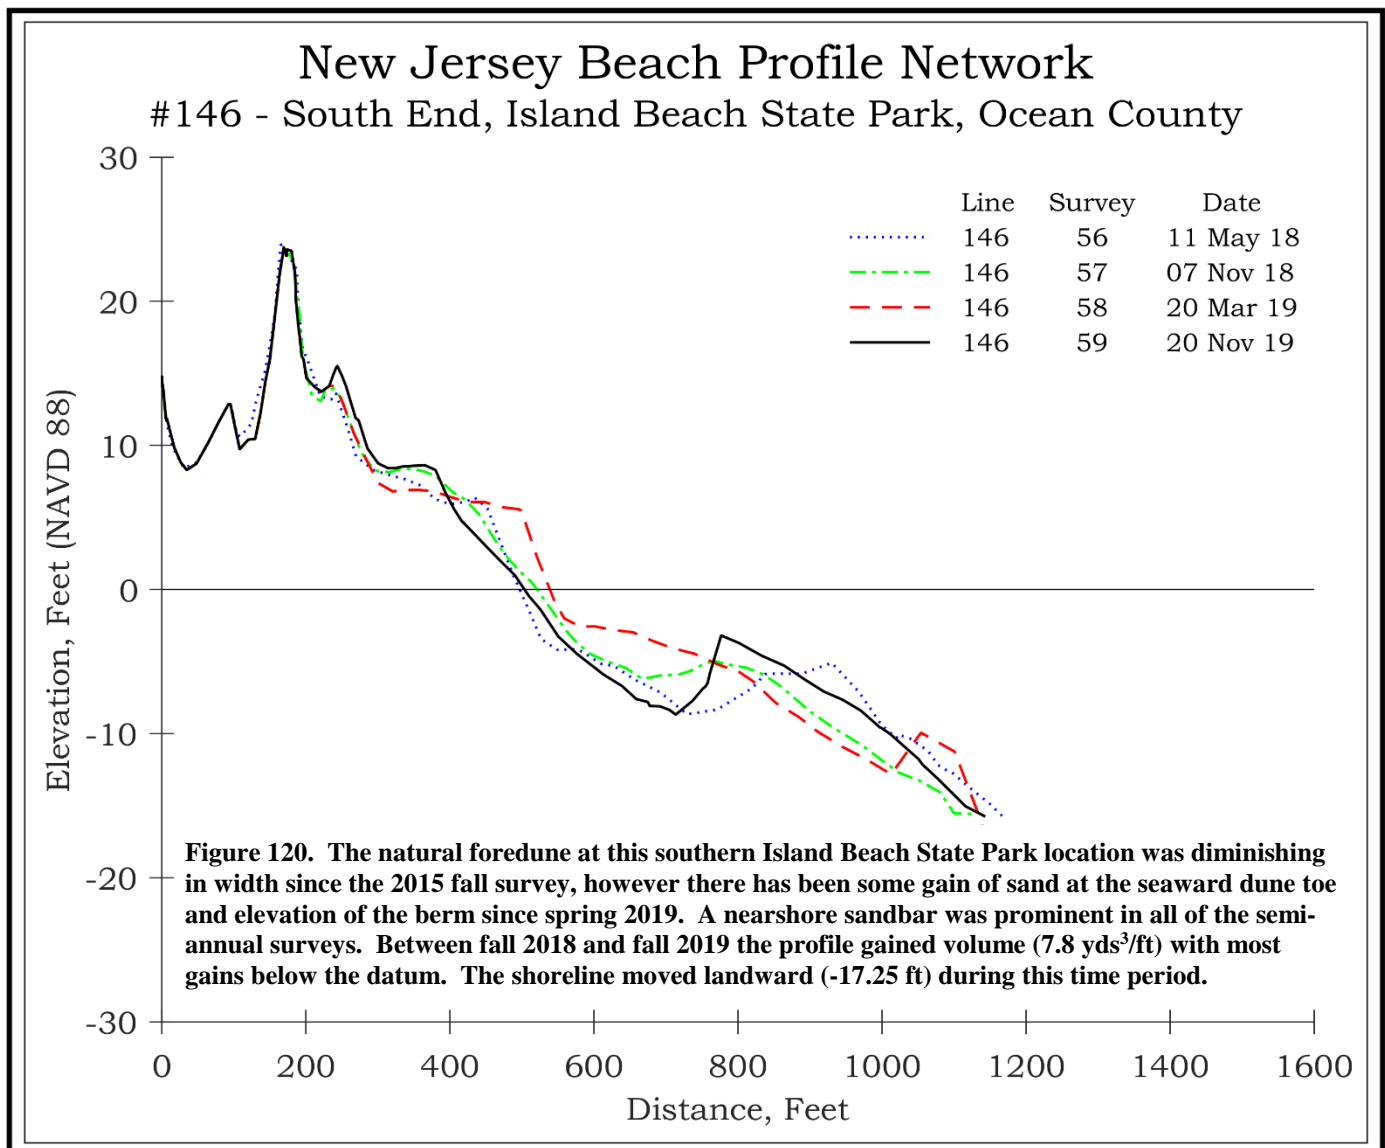 New Jersey Beach Profile Network
#146 - South End, Island Beach State Park, Ocean County
30
20
10
0
-10
-20
-30
Elevation, Feet (NAVD 88)
Line Survey Date
146 56 11 May 18
146 57 07 Nov 18
146 58 20 Mar 19
146 59 20 Nov 19
Figure 120. The natural foredune at this southern Island Beach State Park location was diminishing
in width since the 2015 fall survey, however there has been some gain of sand at the seaward dune toe
and elevation of the berm since spring 2019. A nearshore sandbar was prominent in all of the semi-
annual surveys. Between fall 2018 and fall 2019 the profile gained volume (7.8 yds³/ft) with most
gains below the datum. The shoreline moved landward (-17.25 ft) during this time period.
0 200 400 600 800 1000 1200 1400 1600
Distance, Feet